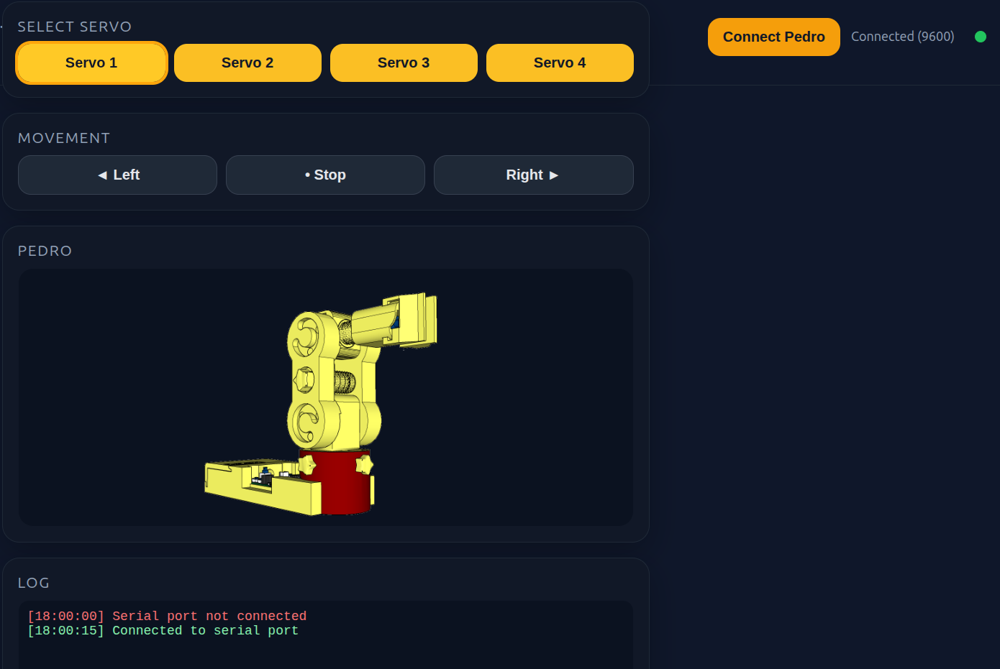 SELECT SERVO
Servo 1
Servo 2
Servo 3
Servo 4
Connect Pedro
Connected (9600)
MOVEMENT
◄ Left
• Stop
Right ►
PEDRO
LOG
[18:00:00] Serial port not connected
[18:00:15] Connected to serial port